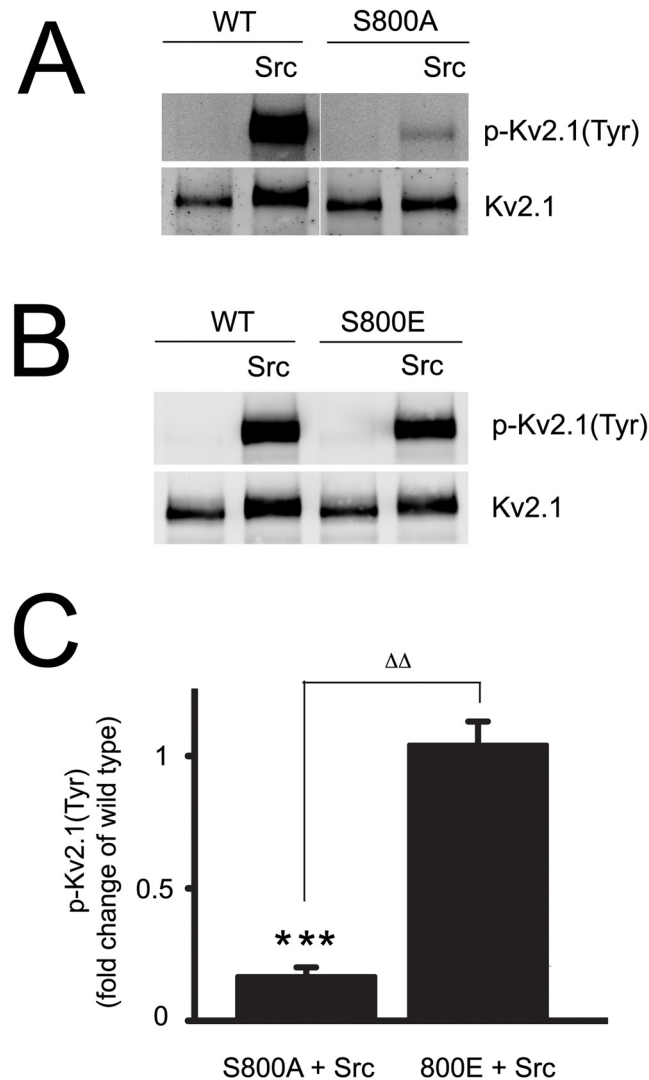 A
WT S800A
Src Src
p-Kv2.1(Tyr)
Kv2.1
B
WT S800E
Src Src
p-Kv2.1(Tyr)
Kv2.1
C
ΔΔ
p-Kv2.1(Tyr)
(fold change of wild type)
1
0.5
***
0
S800A + Src 800E + Src